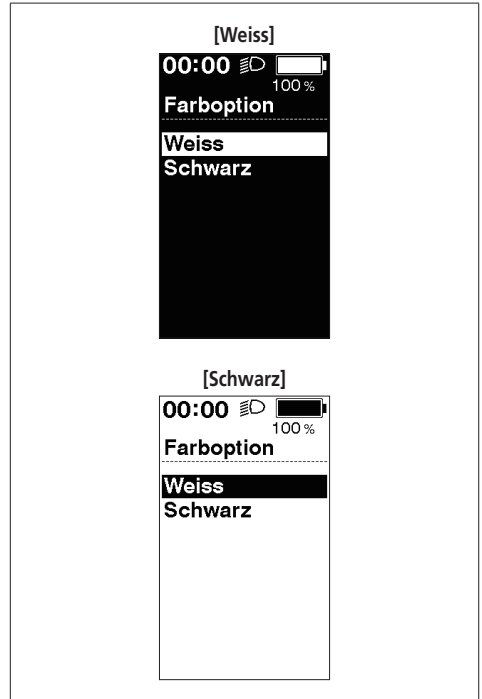 [Weiss]
00:00
100 %
Farboption
Weiss
Schwarz
[Schwarz]
00:00
100 %
Farboption
Weiss
Schwarz